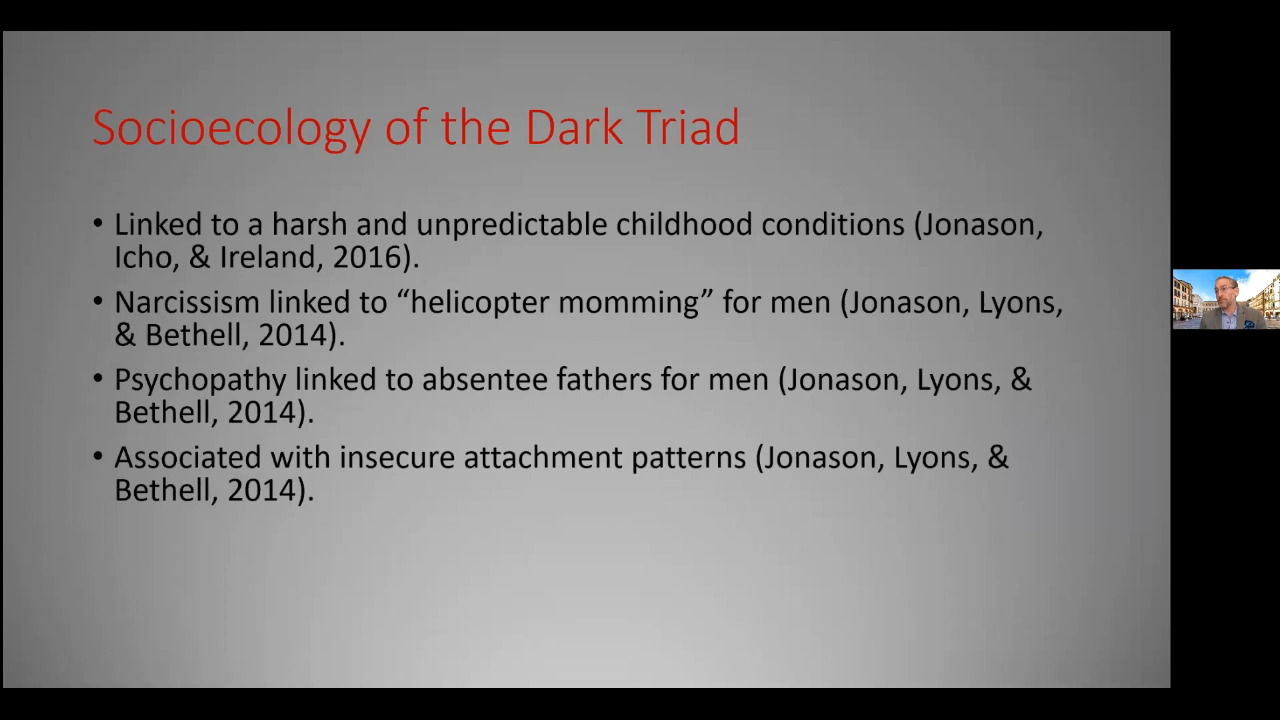 Socioecology of the Dark Triad
• Linked to a harsh and unpredictable childhood conditions (Jonason,
Icho, & Ireland, 2016).
• Narcissism linked to “helicopter momming” for men (Jonason, Lyons,
& Bethell, 2014).
• Psychopathy linked to absentee fathers for men (Jonason, Lyons, &
Bethell, 2014).
• Associated with insecure attachment patterns (Jonason, Lyons, &
Bethell, 2014).